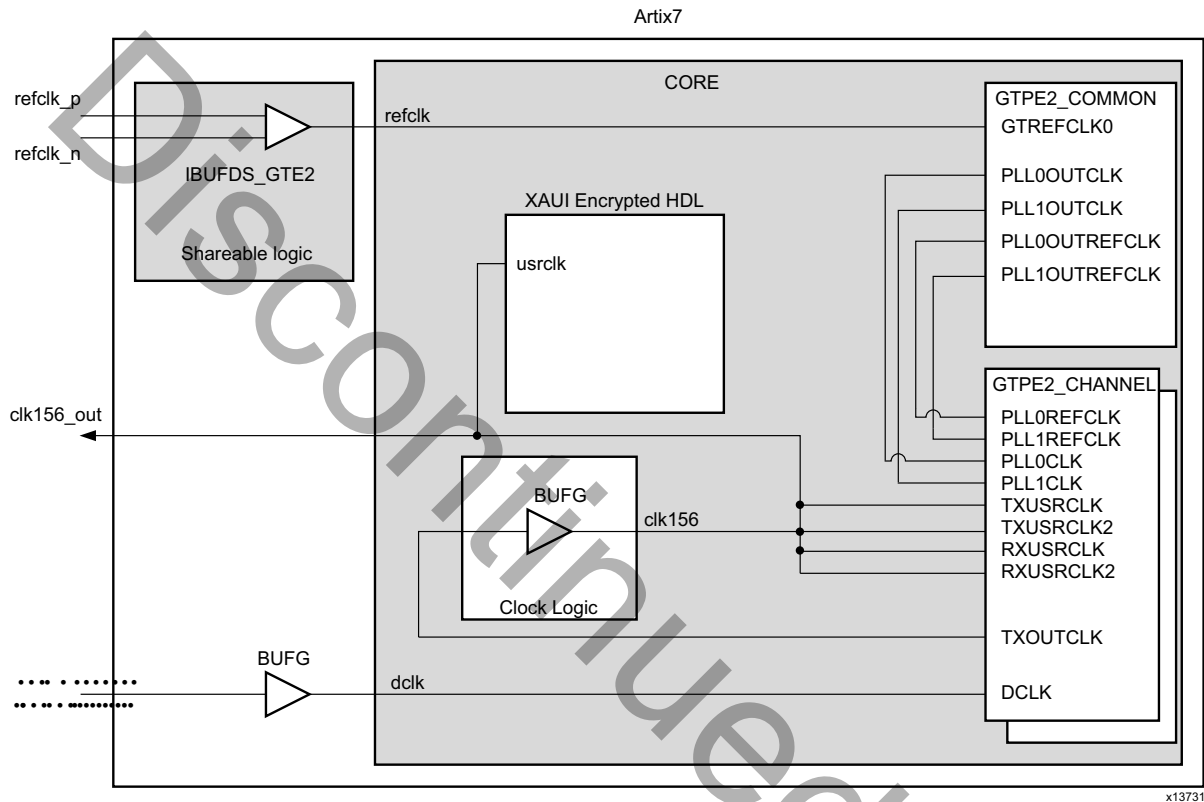 Artix7
CORE
refclk_p
refclk_n
IBUFDS_GTE2
Shareable logic
refclk
GTPE2_COMMON
GTREFCLK0
PLL0OUTCLK
PLL1OUTCLK
PLL0OUTREFCLK
PLL1OUTREFCLK
XAUI Encrypted HDL
usrclk
GTPE2_CHANNEL
PLL0REFCLK
PLL1REFCLK
PLL0CLK
PLL1CLK
TXUSRCLK
TXUSRCLK2
RXUSRCLK
RXUSRCLK2
TXOUTCLK
DCLK
clk156_out
BUFG
clk156
Clock Logic
BUFG
dclk
x13731
Discontinued